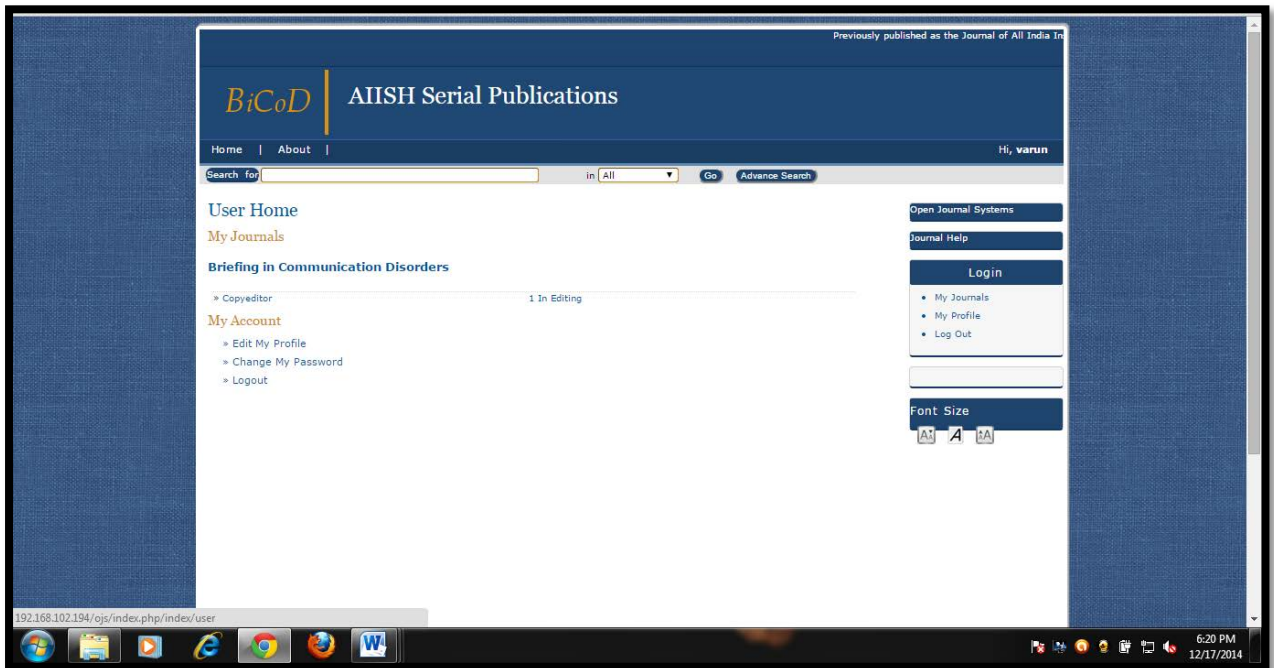 Previously published as the Journal of All India In
BiCoD
AIISH Serial Publications
Home | About |
Hi, varun
Search for in All Go Advance Search
User Home
My Journals
Briefing in Communication Disorders
» Copyeditor 1 In Editing
My Account
» Edit My Profile
» Change My Password
» Logout
Open Journal Systems
Journal Help
Login
• My Journals
• My Profile
• Log Out
Font Size
A A A
192.168.102.194/ojs/index.php/index/user
W
6:20 PM
12/17/2014